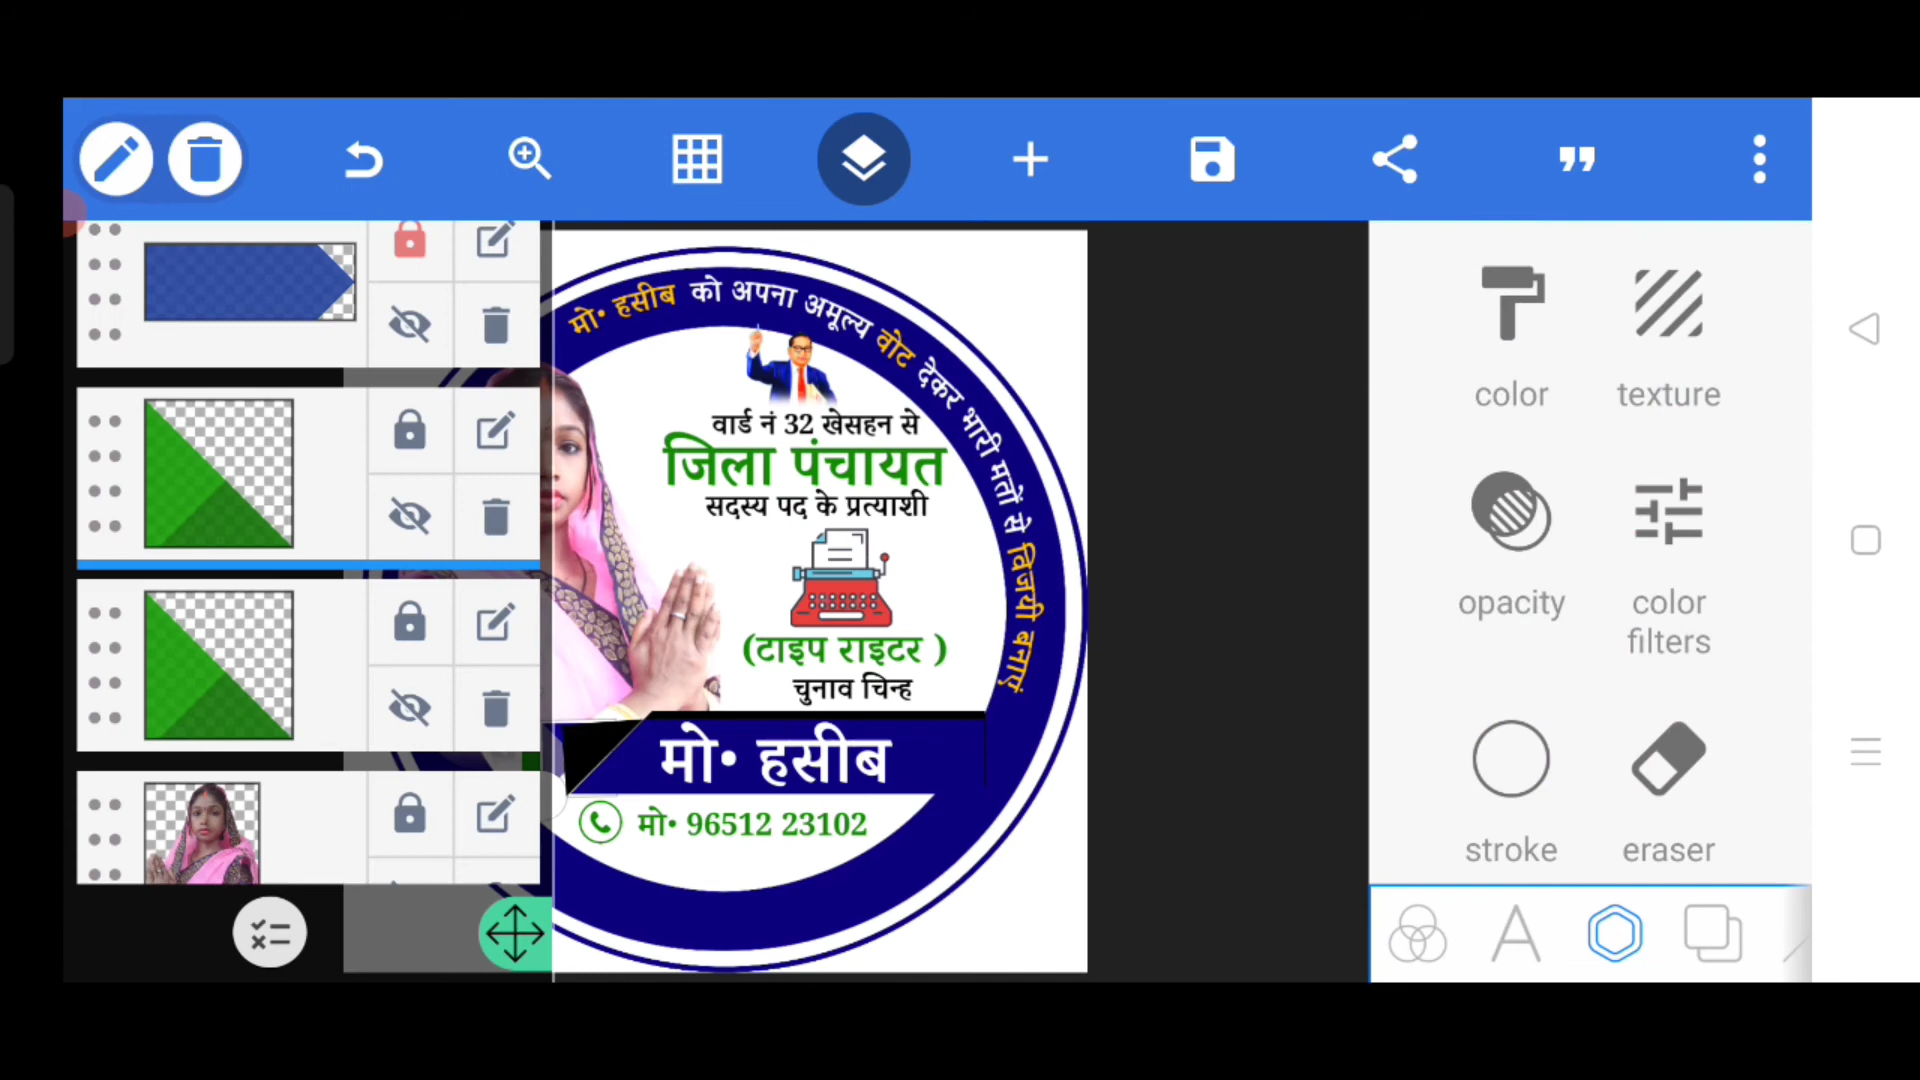 मो• हसीब को अपना अमूल्य वोट देकर भारी मतों से विजयी बनाएं
वार्ड नं 32 खेसहन से
जिला पंचायत
सदस्य पद के प्रत्याशी
(टाइप राइटर )
चुनाव चिन्ह
मो• हसीब
मो• 96512 23102
color
texture
opacity
color filters
stroke
eraser